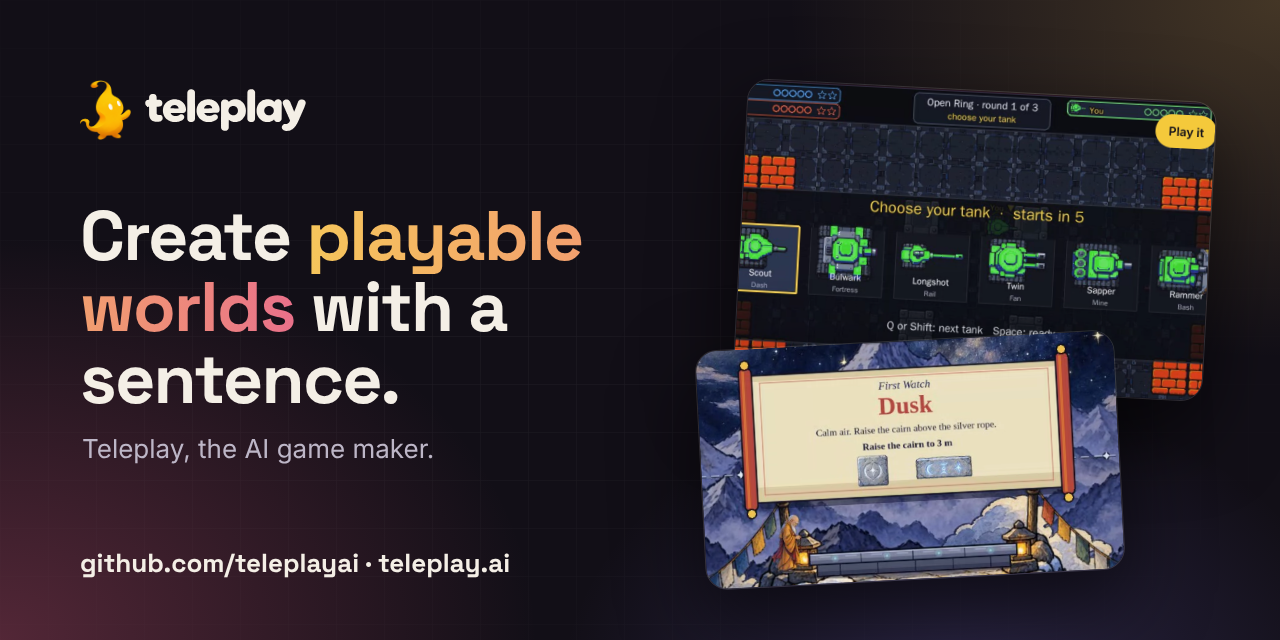 teleplay
Create playable
worlds with a
sentence.
Teleplay, the AI game maker.
github.com/teleplayai · teleplay.ai
Open Ring · round 1 of 3
choose your tank
You
Play it
Choose your tank · starts in 5
Scout
Dash
Bulwark
Fortress
Longshot
Rail
Twin
Fan
Sapper
Mine
Rammer
Bash
Q or Shift: next tank Space: ready
First Watch
Dusk
Calm air. Raise the cairn above the silver rope.
Raise the cairn to 3 m